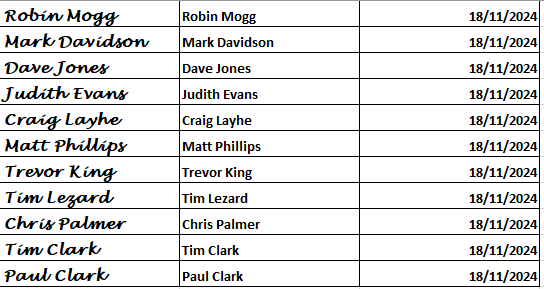 Robin Mogg Robin Mogg 18/11/2024
Mark Davidson Mark Davidson 18/11/2024
Dave Jones Dave Jones 18/11/2024
Judith Evans Judith Evans 18/11/2024
Craig Layhe Craig Layhe 18/11/2024
Matt Phillips Matt Phillips 18/11/2024
Trevor King Trevor King 18/11/2024
Tim Lezard Tim Lezard 18/11/2024
Chris Palmer Chris Palmer 18/11/2024
Tim Clark Tim Clark 18/11/2024
Paul Clark Paul Clark 18/11/2024